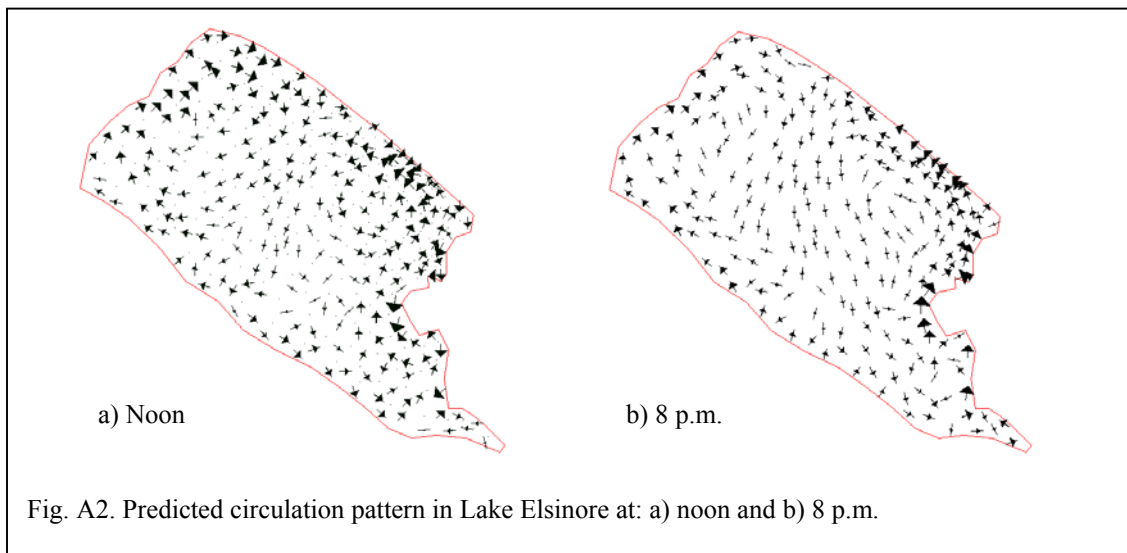 a) Noon
b) 8 p.m.
Fig. A2. Predicted circulation pattern in Lake Elsinore at: a) noon and b) 8 p.m.